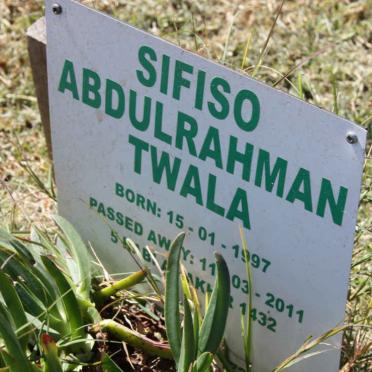 SIFISO
ABDULRAHMAN
TWALA
BORN: 15 - 01 - 1997
PASSED AWAY: 11 03 - 2011
1432